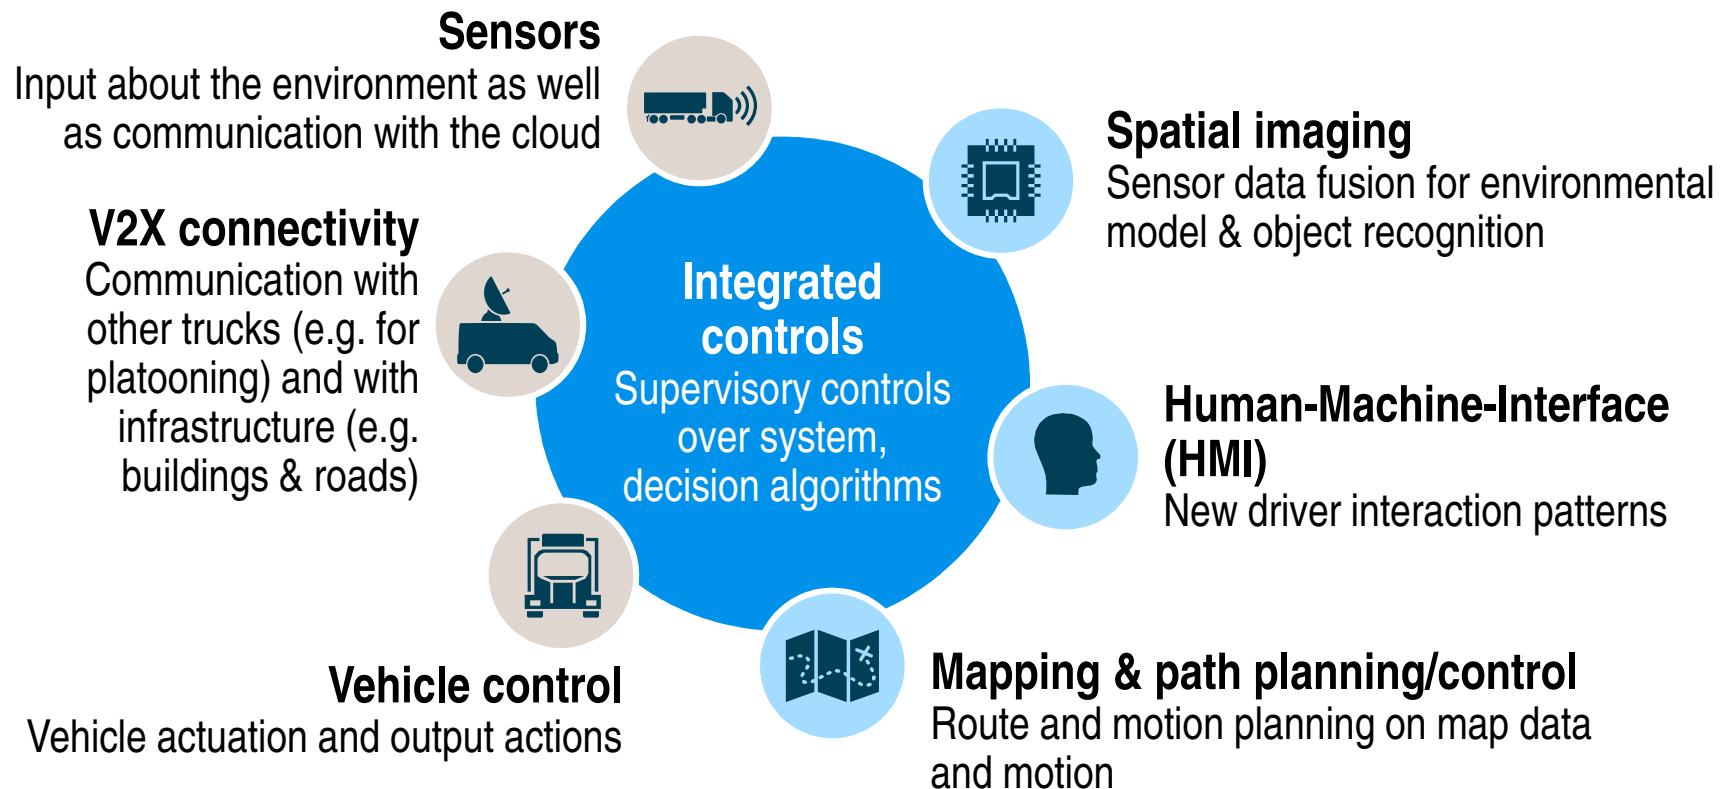 Sensors
Input about the environment as well
as communication with the cloud
Spatial imaging
Sensor data fusion for environmental
model & object recognition
V2X connectivity
Communication with
other trucks (e.g. for
platooning) and with
infrastructure (e.g.
buildings & roads)
Integrated
controls
Supervisory controls
over system,
decision algorithms
Human-Machine-Interface
(HMI)
New driver interaction patterns
Vehicle control
Vehicle actuation and output actions
Mapping & path planning/control
Route and motion planning on map data
and motion